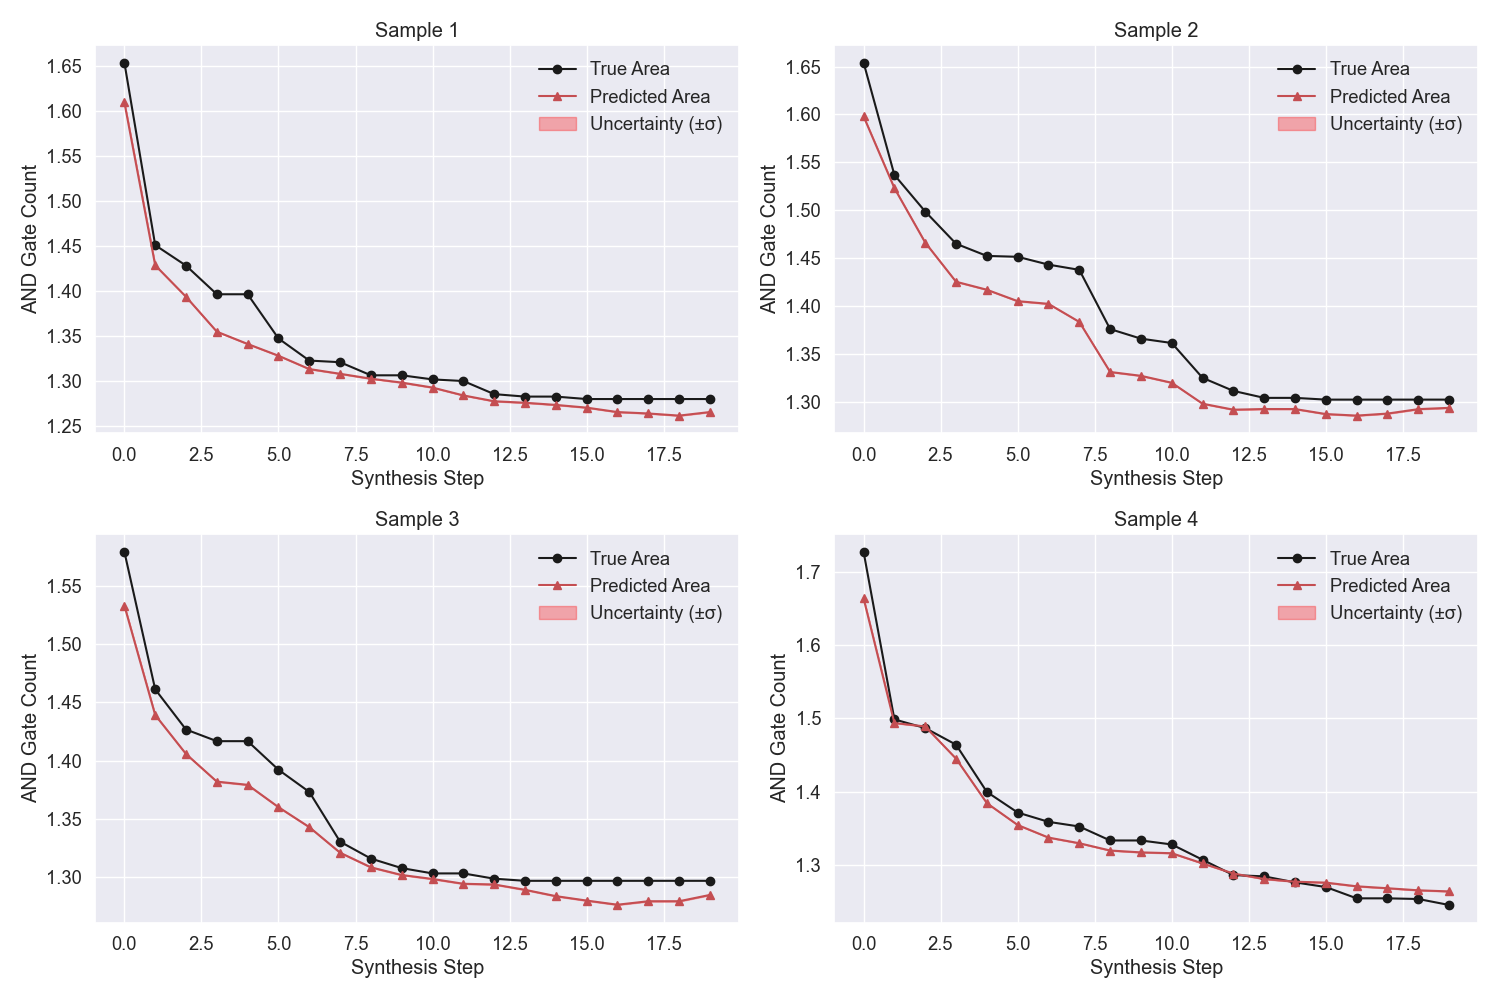 Sample 1
True Area
Predicted Area
Uncertainty (±σ)
AND Gate Count
1.65
1.60
1.55
1.50
1.45
1.40
1.35
1.30
1.25
0.0 2.5 5.0 7.5 10.0 12.5 15.0 17.5
Synthesis Step
Sample 2
True Area
Predicted Area
Uncertainty (±σ)
AND Gate Count
1.65
1.60
1.55
1.50
1.45
1.40
1.35
1.30
0.0 2.5 5.0 7.5 10.0 12.5 15.0 17.5
Synthesis Step
Sample 3
True Area
Predicted Area
Uncertainty (±σ)
AND Gate Count
1.55
1.50
1.45
1.40
1.35
1.30
0.0 2.5 5.0 7.5 10.0 12.5 15.0 17.5
Synthesis Step
Sample 4
True Area
Predicted Area
Uncertainty (±σ)
AND Gate Count
1.7
1.6
1.5
1.4
1.3
0.0 2.5 5.0 7.5 10.0 12.5 15.0 17.5
Synthesis Step